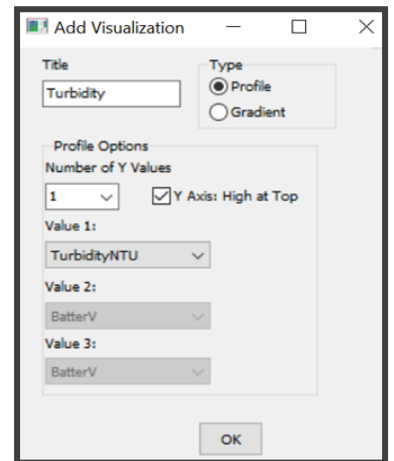 Add Visualization
Title
Turbidity
Type
Profile
Gradient
Profile Options
Number of Y Values
1
Y Axis: High at Top
Value 1:
TurbidityNTU
Value 2:
BatterV
Value 3:
BatterV
OK